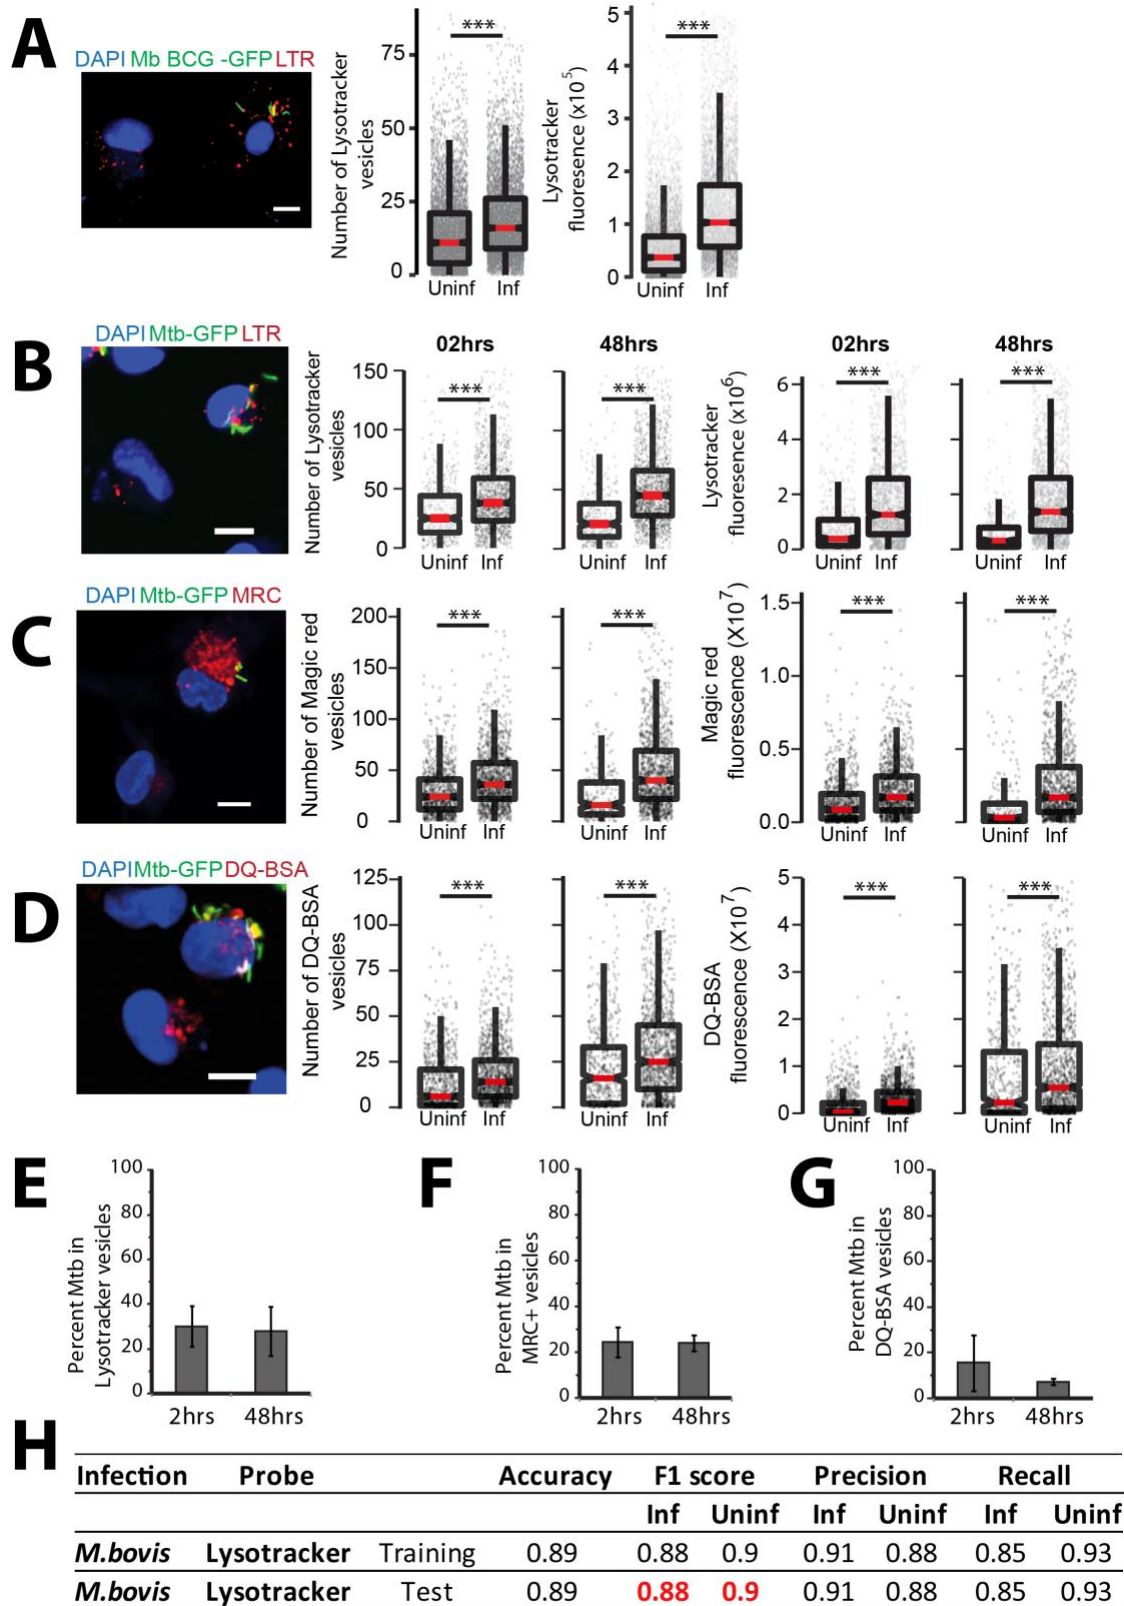 A
DAPI Mb BCG -GFP LTR
Number of Lysotracker
vesicles
75
50
25
0
***
Uninf Inf
Lysotracker
fluoresence (x10 5)
5
4
3
2
1
0
***
Uninf Inf
B
DAPI Mtb-GFP LTR
Number of Lysotracker
vesicles
02hrs 48hrs
150
100
50
0
*** ***
Uninf Inf Uninf Inf
Lysotracker
fluoresence (x10⁶)
02hrs 48hrs
6
4
2
0
*** ***
Uninf Inf Uninf Inf
C
DAPI Mtb-GFP MRC
Number of Magic red
vesicles
200
150
100
50
0
*** ***
Uninf Inf Uninf Inf
Magic red
fluorescence (X10⁷)
1.5
1.0
0.5
0.0
*** ***
Uninf Inf Uninf Inf
D
DAPI Mtb-GFP DQ-BSA
Number of DQ-BSA
vesicles
125
100
75
50
25
0
*** ***
Uninf Inf Uninf Inf
DQ-BSA
fluorescence (X10⁷)
5
4
3
2
1
0
*** ***
Uninf Inf Uninf Inf
E
Percent Mtb in
Lysotracker vesicles
100
80
60
40
20
0
2hrs 48hrs
F
Percent Mtb in
MRC+ vesicles
100
80
60
40
20
0
2hrs 48hrs
G
Percent Mtb in
DQ-BSA vesicles
100
80
60
40
20
0
2hrs 48hrs
H
Infection Probe Accuracy F1 score Precision Recall
Inf Uninf Inf Uninf Inf Uninf
M.bovis Lysotracker Training 0.89 0.88 0.9 0.91 0.88 0.85 0.93
M.bovis Lysotracker Test 0.89 0.88 0.9 0.91 0.88 0.85 0.93